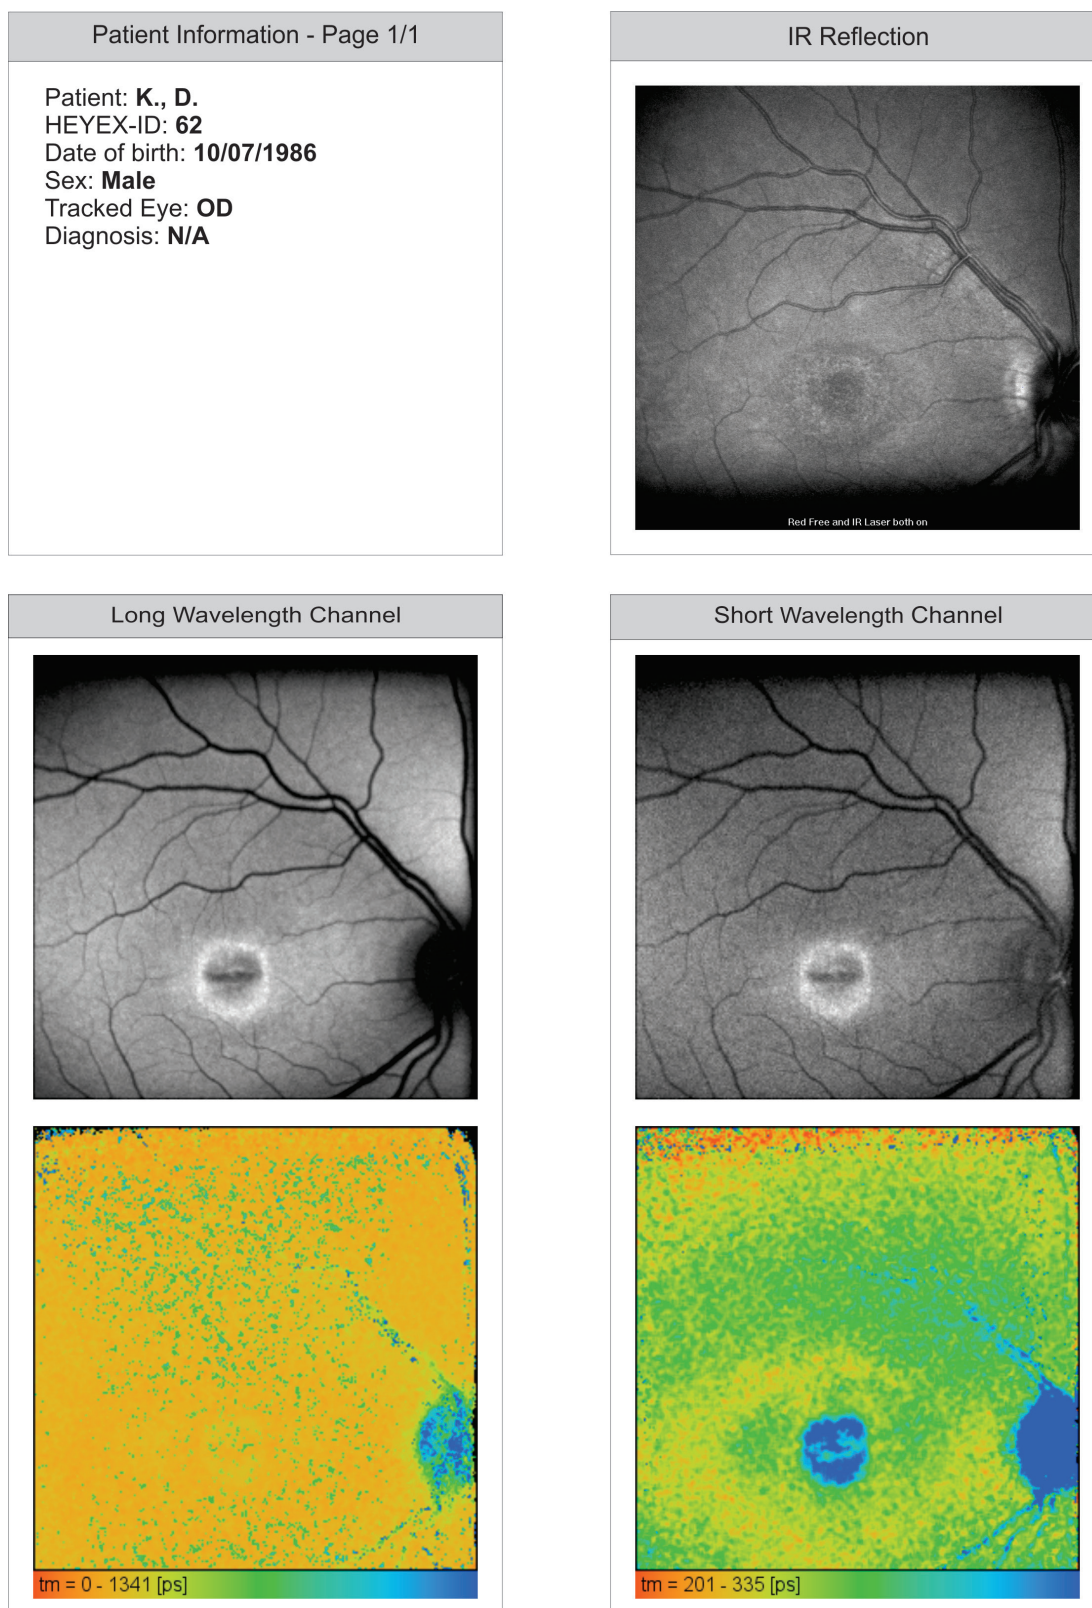 Patient Information - Page 1/1
Patient: K., D.
HEYEX-ID: 62
Date of birth: 10/07/1986
Sex: Male
Tracked Eye: OD
Diagnosis: N/A
IR Reflection
Red Free and IR Laser both on
Long Wavelength Channel
tm = 0 - 1341 [ps]
Short Wavelength Channel
tm = 201 - 335 [ps]